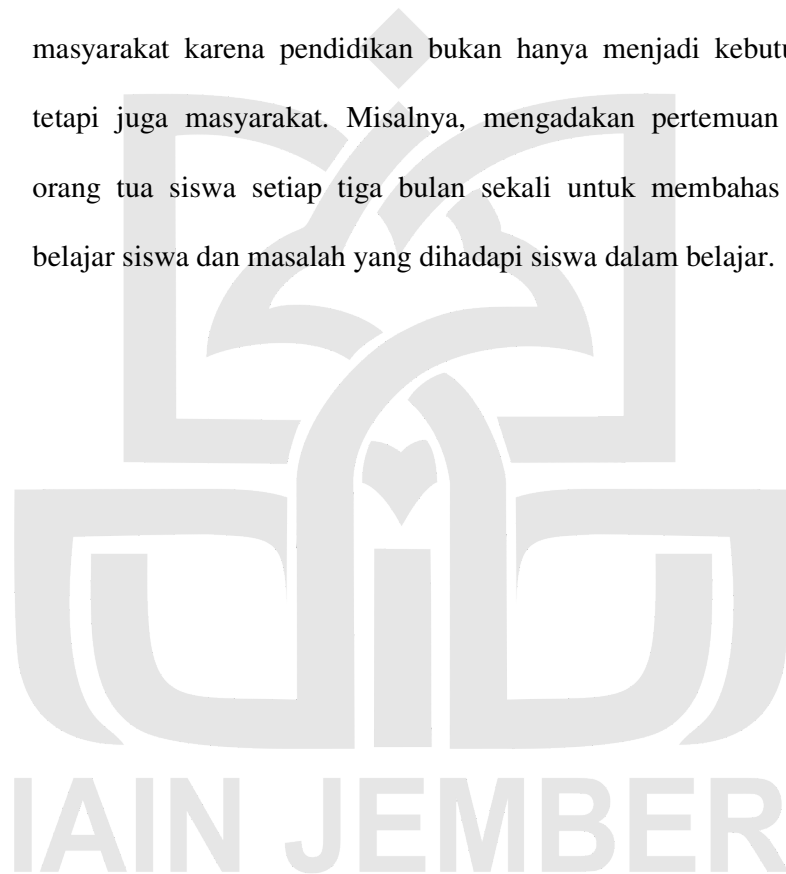 masyarakat karena pendidikan bukan hanya menjadi
tetapi juga masyarakat. Misalnya, mengadakan pertemuan
orang tua siswa setiap tiga bulan sekali untuk membahas
belajar siswa dan masalah yang dihadapi siswa dalam belajar.
IAIN JEMBER